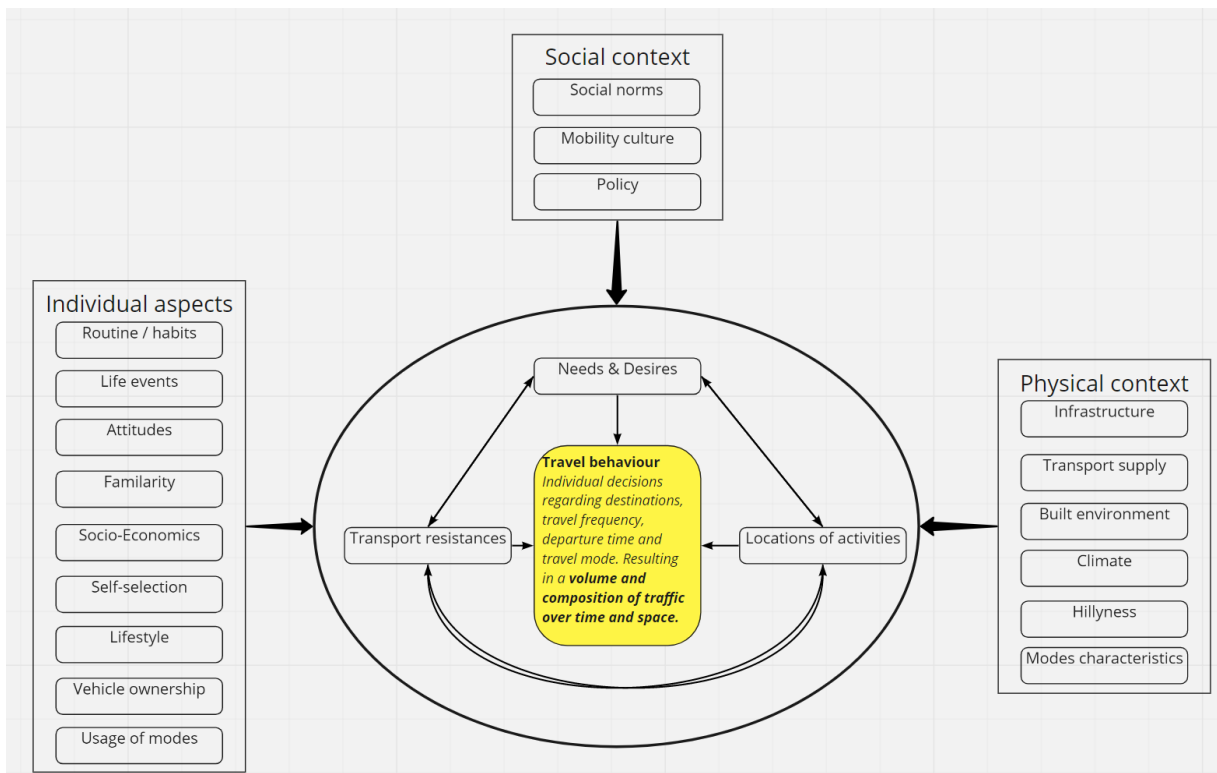 Social context
Social norms
Mobility culture
Policy
Individual aspects
Routine / habits
Life events
Attitudes
Familarity
Socio-Economics
Self-selection
Lifestyle
Vehicle ownership
Usage of modes
Needs & Desires
Transport resistances
Travel behaviour
Individual decisions
regarding destinations,
travel frequency,
departure time and
travel mode. Resulting
in a volume and
composition of traffic
over time and space.
Locations of activities
Physical context
Infrastructure
Transport supply
Built environment
Climate
Hillyness
Modes characteristics